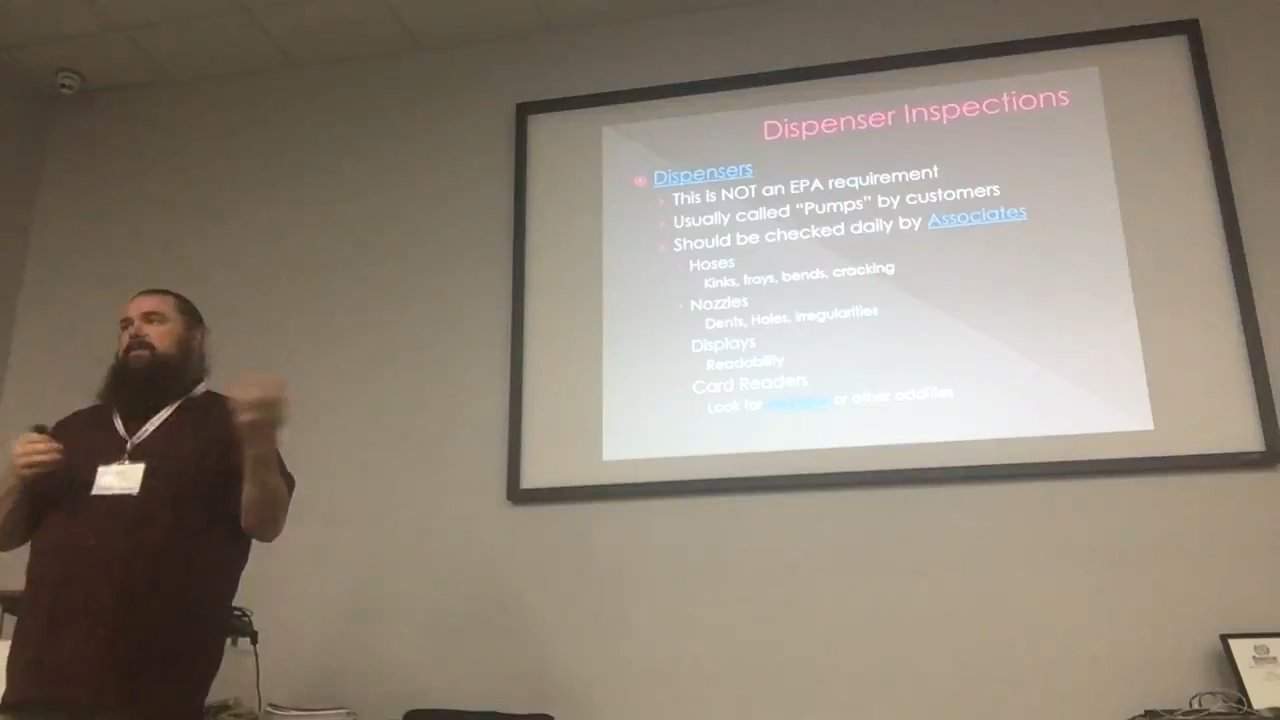 Dispenser Inspections
Dispensers
This is NOT an EPA requirement
Usually called “Pumps” by customers
Should be checked daily by Associates
Hoses
Kinks, frays, bends, cracking
Nozzles
Dents, Holes, irregularities
Displays
Readability
Card Readers
Look for or other oddities